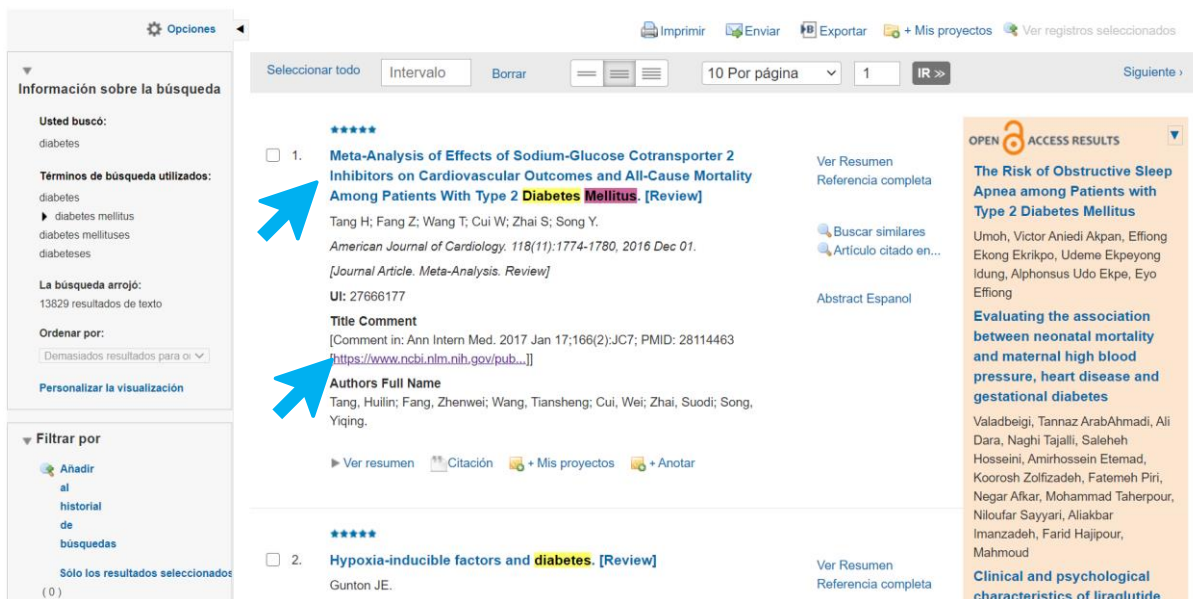 Opciones
Imprimir Enviar Exportar + Mis proyectos Ver registros seleccionados
Seleccionar todo Intervalo Borrar 10 Por página 1 IR » Siguiente ›
Información sobre la búsqueda
Usted buscó:
diabetes
Términos de búsqueda utilizados:
diabetes
diabetes mellitus
diabetes mellituses
diabeteses
La búsqueda arrojó:
13829 resultados de texto
Ordenar por:
Demasiados resultados para
Personalizar la visualización
Filtrar por
Añadir
al
historial
de
búsquedas
Sólo los resultados seleccionados
( 0 )
1.
Meta-Analysis of Effects of Sodium-Glucose Cotransporter 2
Inhibitors on Cardiovascular Outcomes and All-Cause Mortality
Among Patients With Type 2 Diabetes Mellitus. [Review]
Tang H; Fang Z; Wang T; Cui W; Zhai S; Song Y.
American Journal of Cardiology. 118(11):1774-1780, 2016 Dec 01.
[Journal Article. Meta-Analysis. Review]
UI: 27666177
Title Comment
[Comment in: Ann Intern Med. 2017 Jan 17;166(2):JC7; PMID: 28114463
[https://www.ncbi.nlm.nih.gov/pub...]]
Authors Full Name
Tang, Huilin; Fang, Zhenwei; Wang, Tiansheng; Cui, Wei; Zhai, Suodi; Song,
Yiqing.
Ver resumen Citación + Mis proyectos + Anotar
Ver Resumen
Referencia completa
Buscar similares
Artículo citado en...
Abstract Espanol
2.
Hypoxia-inducible factors and diabetes. [Review]
Gunton JE.
Ver Resumen
Referencia completa
OPEN ACCESS RESULTS
The Risk of Obstructive Sleep
Apnea among Patients with
Type 2 Diabetes Mellitus
Umoh, Victor Aniedi Akpan, Effiong
Ekong Ekrikpo, Udeme Ekpeyong
Idung, Alphonsus Udo Ekpe, Eyo
Effiong
Evaluating the association
between neonatal mortality
and maternal high blood
pressure, heart disease and
gestational diabetes
Valadbeigi, Tannaz ArabAhmadi, Ali
Dara, Naghi Tajalli, Saleheh
Hosseini, Amirhossein Etemad,
Koorosh Zolfizadeh, Fatemeh Piri,
Negar Afkar, Mohammad Taherpour,
Niloufar Sayyari, Aliakbar
Imanzadeh, Farid Hajipour,
Mahmoud
Clinical and psychological
characteristics of liraglutide